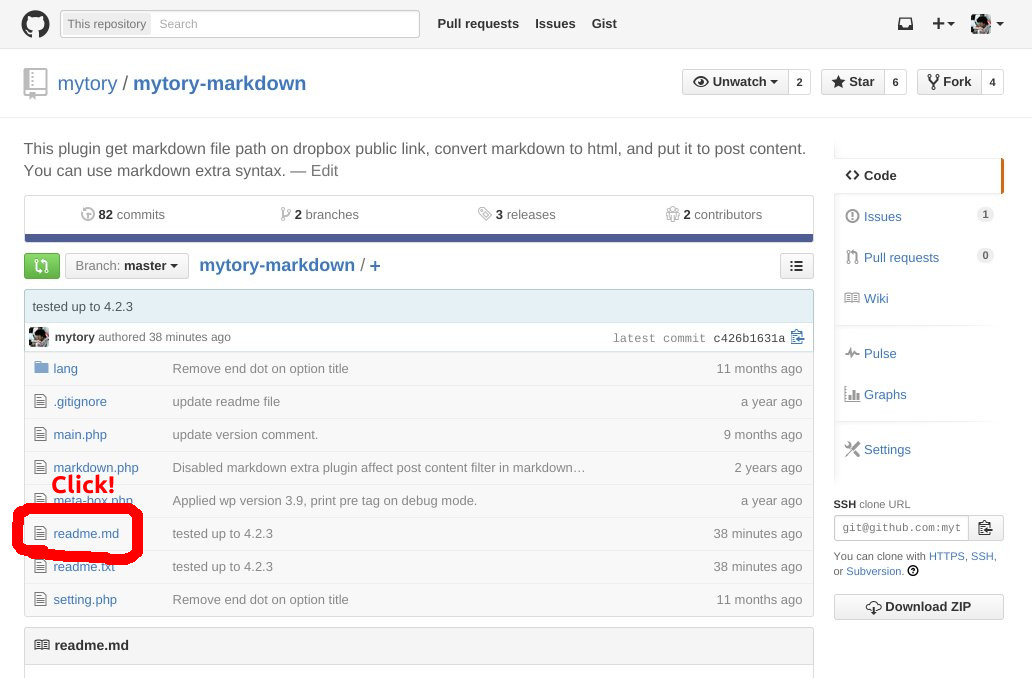 This repository Search Pull requests Issues Gist
mytory / mytory-markdown Unwatch 2 Star 6 Fork 4
This plugin get markdown file path on dropbox public link, convert markdown to html, and put it to post content.
You can use markdown extra syntax. — Edit
82 commits 2 branches 3 releases 2 contributors
Branch: master mytory-markdown / +
tested up to 4.2.3
mytory authored 38 minutes ago latest commit c426b1631a
lang Remove end dot on option title 11 months ago
.gitignore update readme file a year ago
main.php update version comment. 9 months ago
markdown.php Disabled markdown extra plugin affect post content filter in markdown… 2 years ago
Click!
meta-box.php Applied wp version 3.9, print pre tag on debug mode. a year ago
readme.md tested up to 4.2.3 38 minutes ago
readme.txt tested up to 4.2.3 38 minutes ago
setting.php Remove end dot on option title 11 months ago
readme.md
Code
Issues 1
Pull requests 0
Wiki
Pulse
Graphs
Settings
SSH clone URL
git@github.com:myt
You can clone with HTTPS, SSH,
or Subversion.
Download ZIP